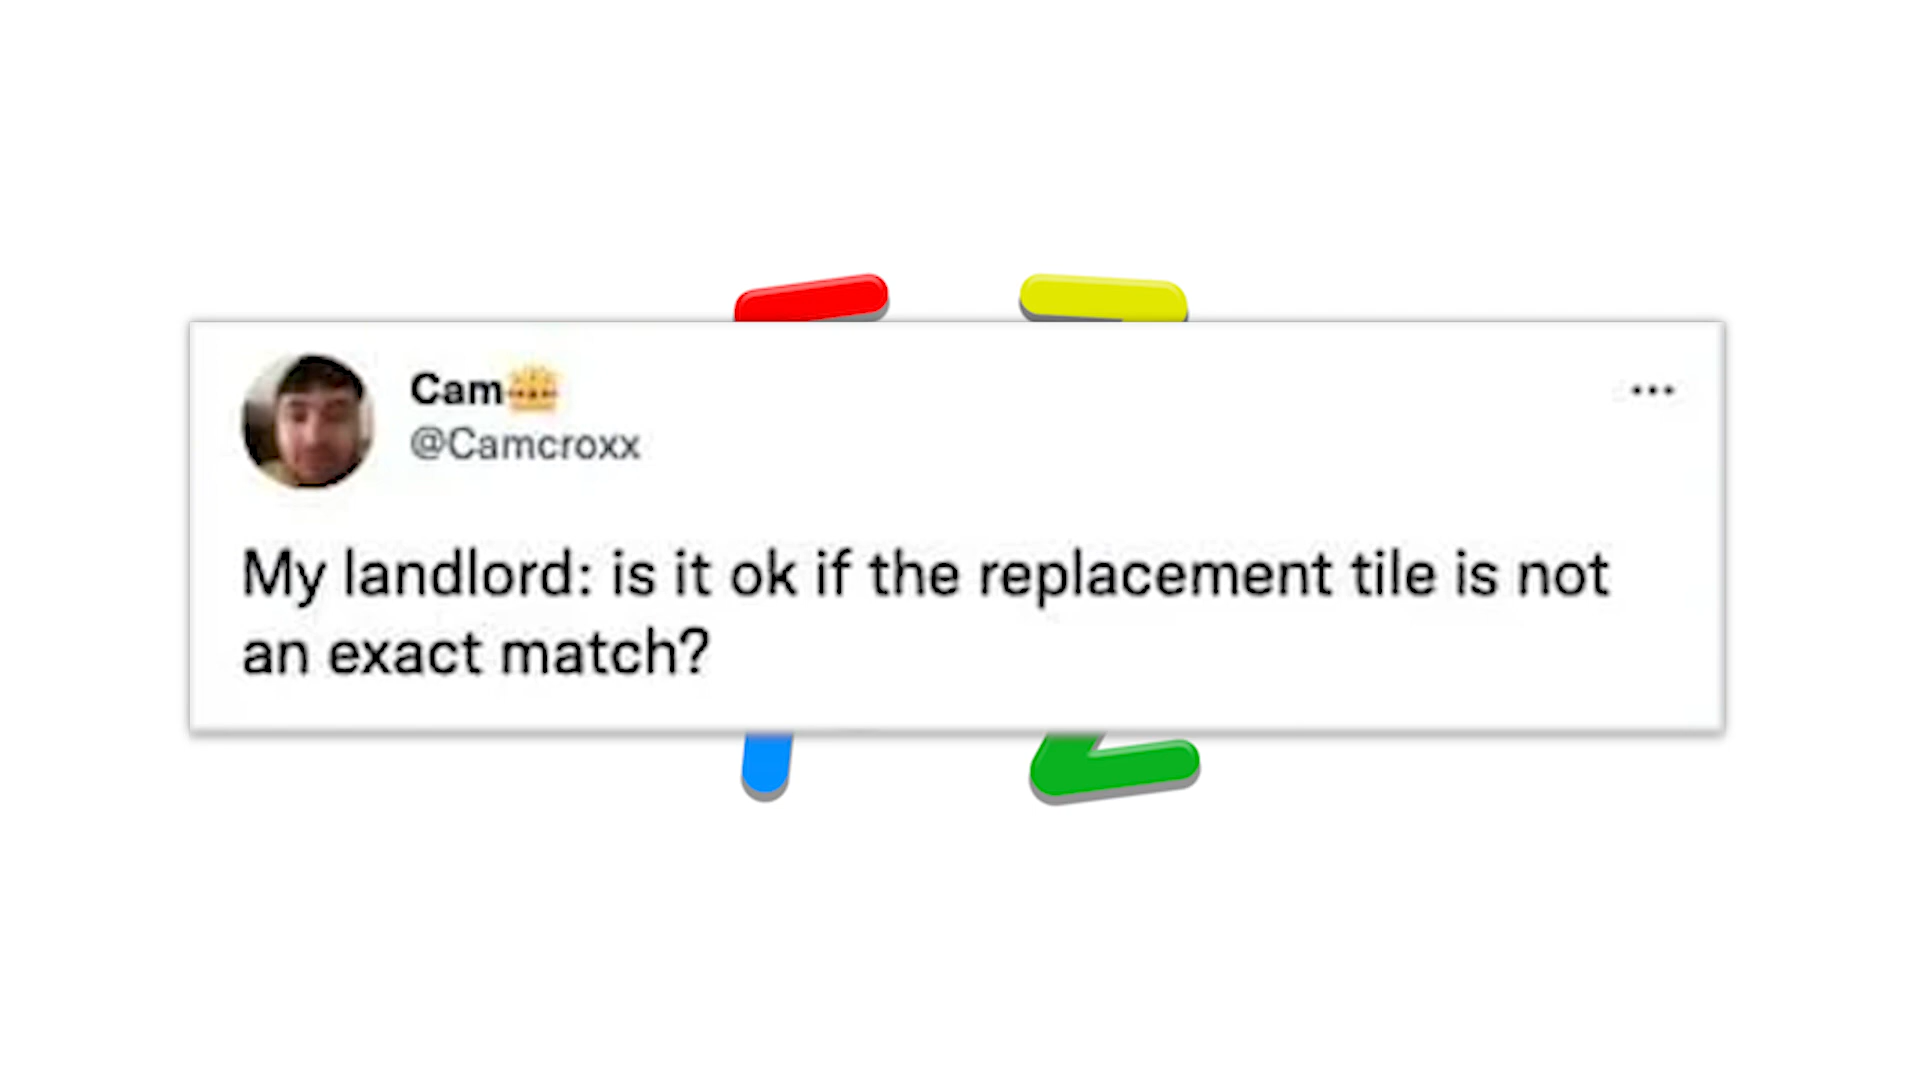 Cam
@Camcroxx
My landlord: is it ok if the replacement tile is not
an exact match?